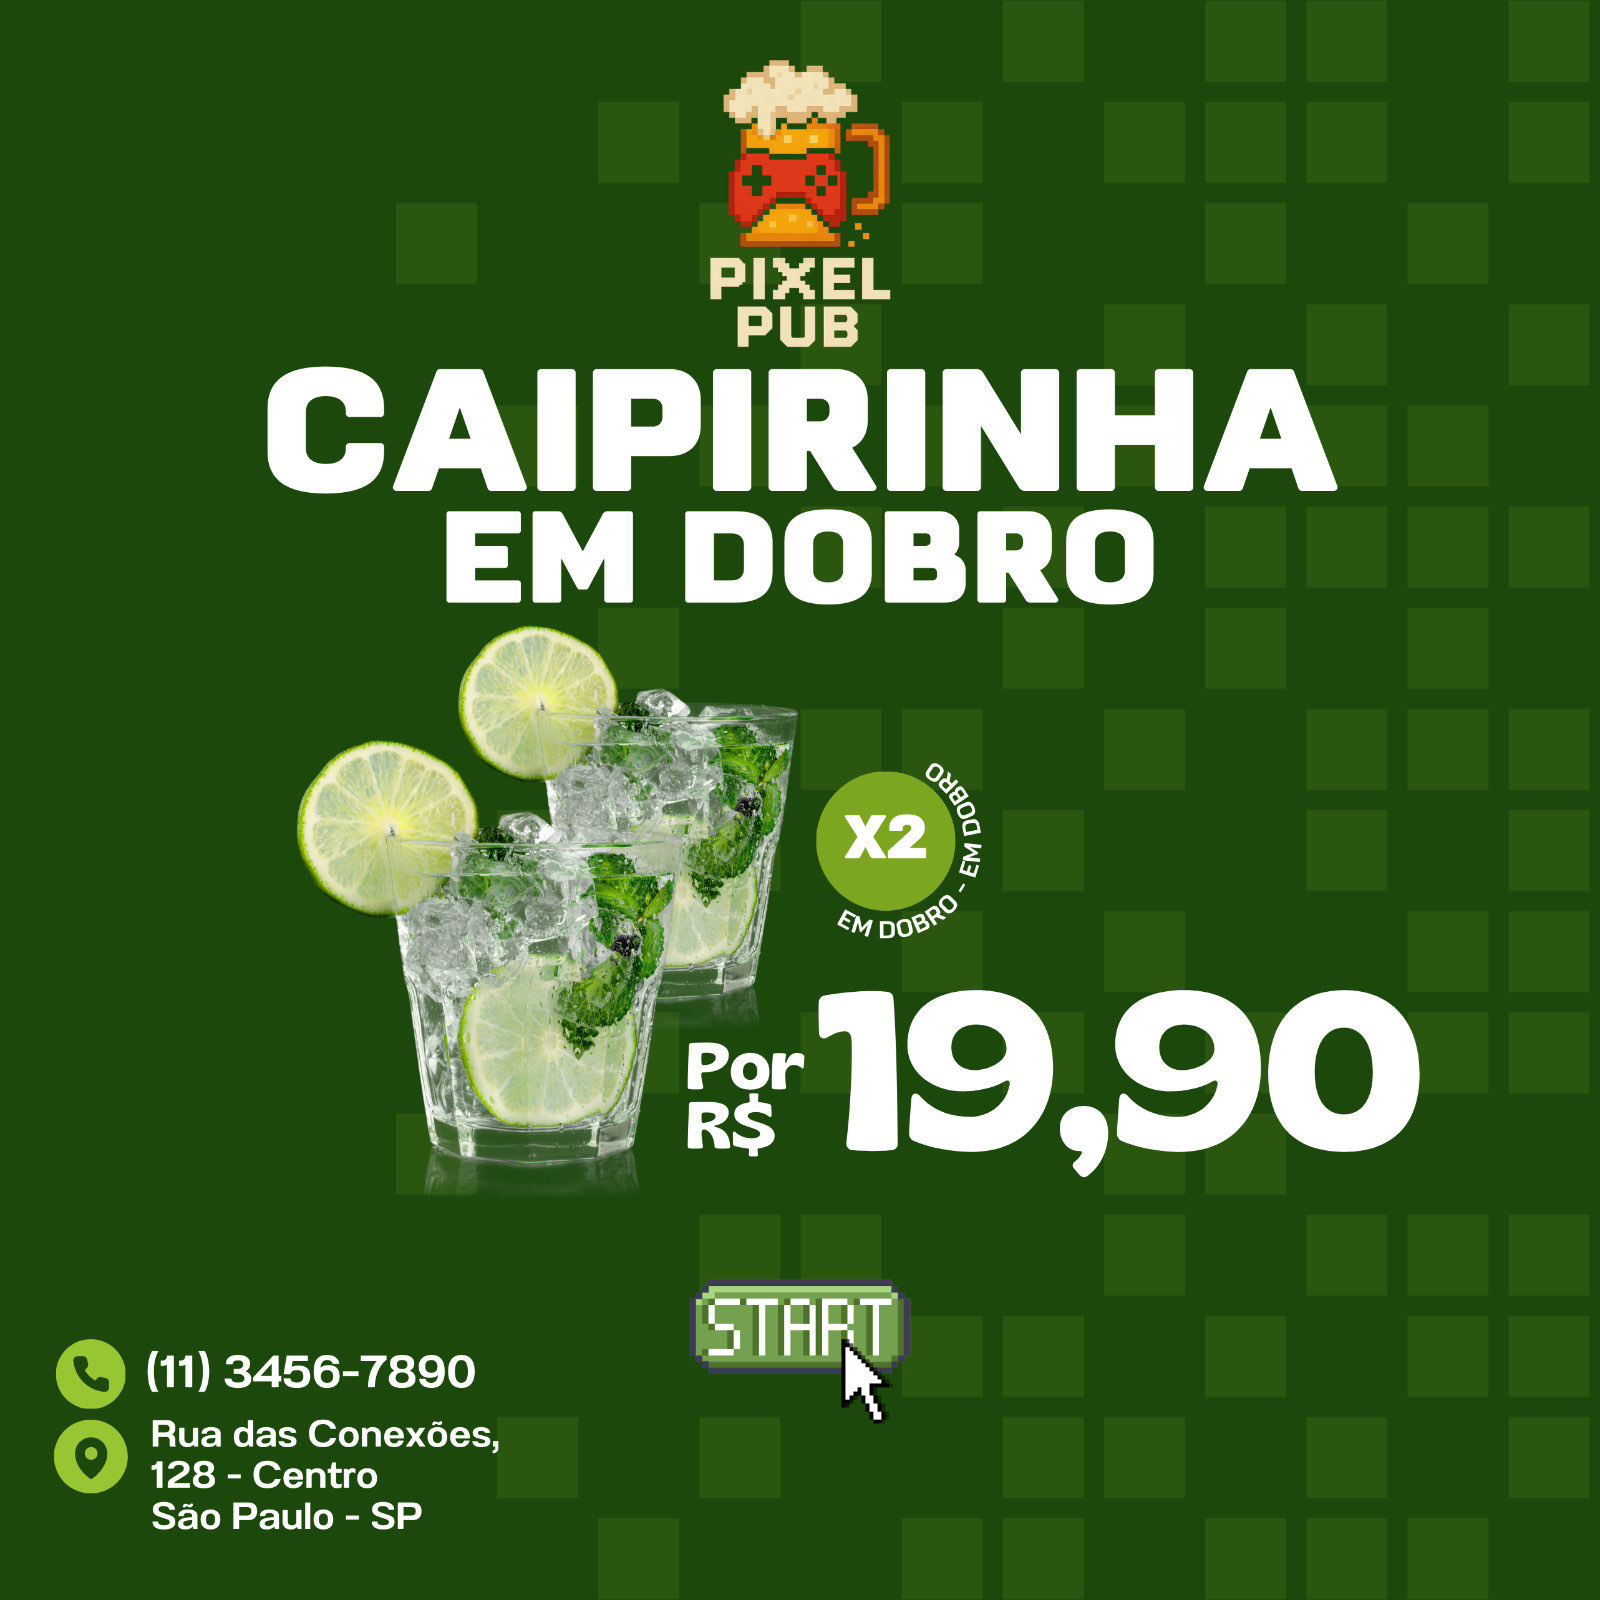 PIXEL
PUB
CAIPIRINHA
EM DOBRO
X2
EM DOBRO - EM DOBRO
Por
R$
19,90
START
(11) 3456-7890
Rua das Conexões,
128 - Centro
São Paulo - SP